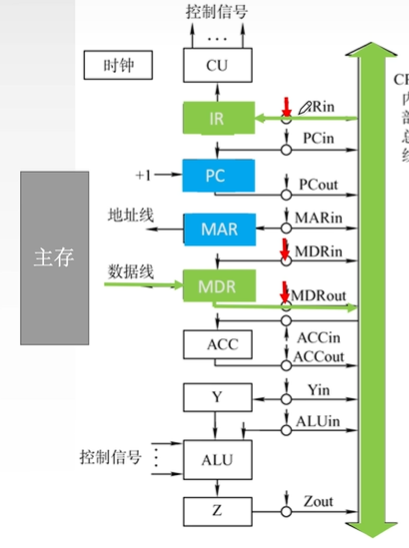 控制信号
...
时钟
CU
IR
Rin
PCin
+1
PC
PCout
地址线
MAR
MARin
MDRin
主存
数据线
MDR
MDRout
ACC
ACCin
ACCout
Y
Yin
ALUin
控制信号
ALU
Z
Zout
CP
内
部
总
线